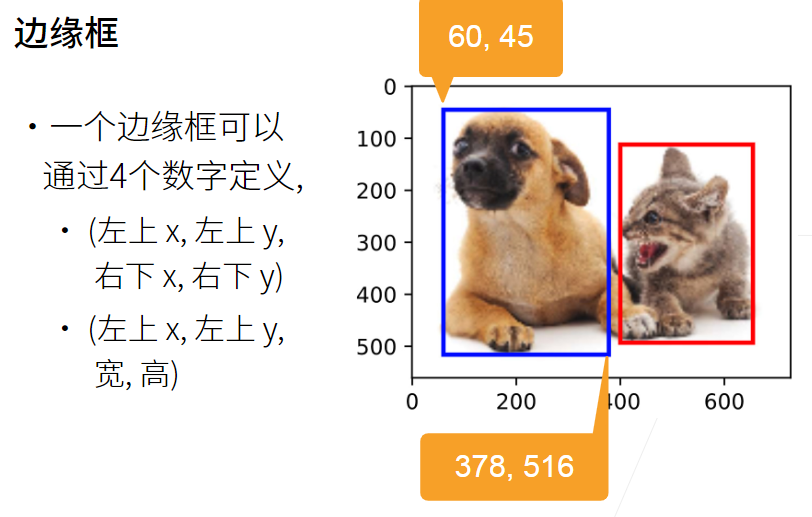 边缘框
• 一个边缘框可以
通过4个数字定义,
• (左上 x, 左上 y,
右下 x, 右下 y)
• (左上 x, 左上 y,
宽, 高)
60, 45
0
100
200
300
400
500
0 200 400 600
378, 516